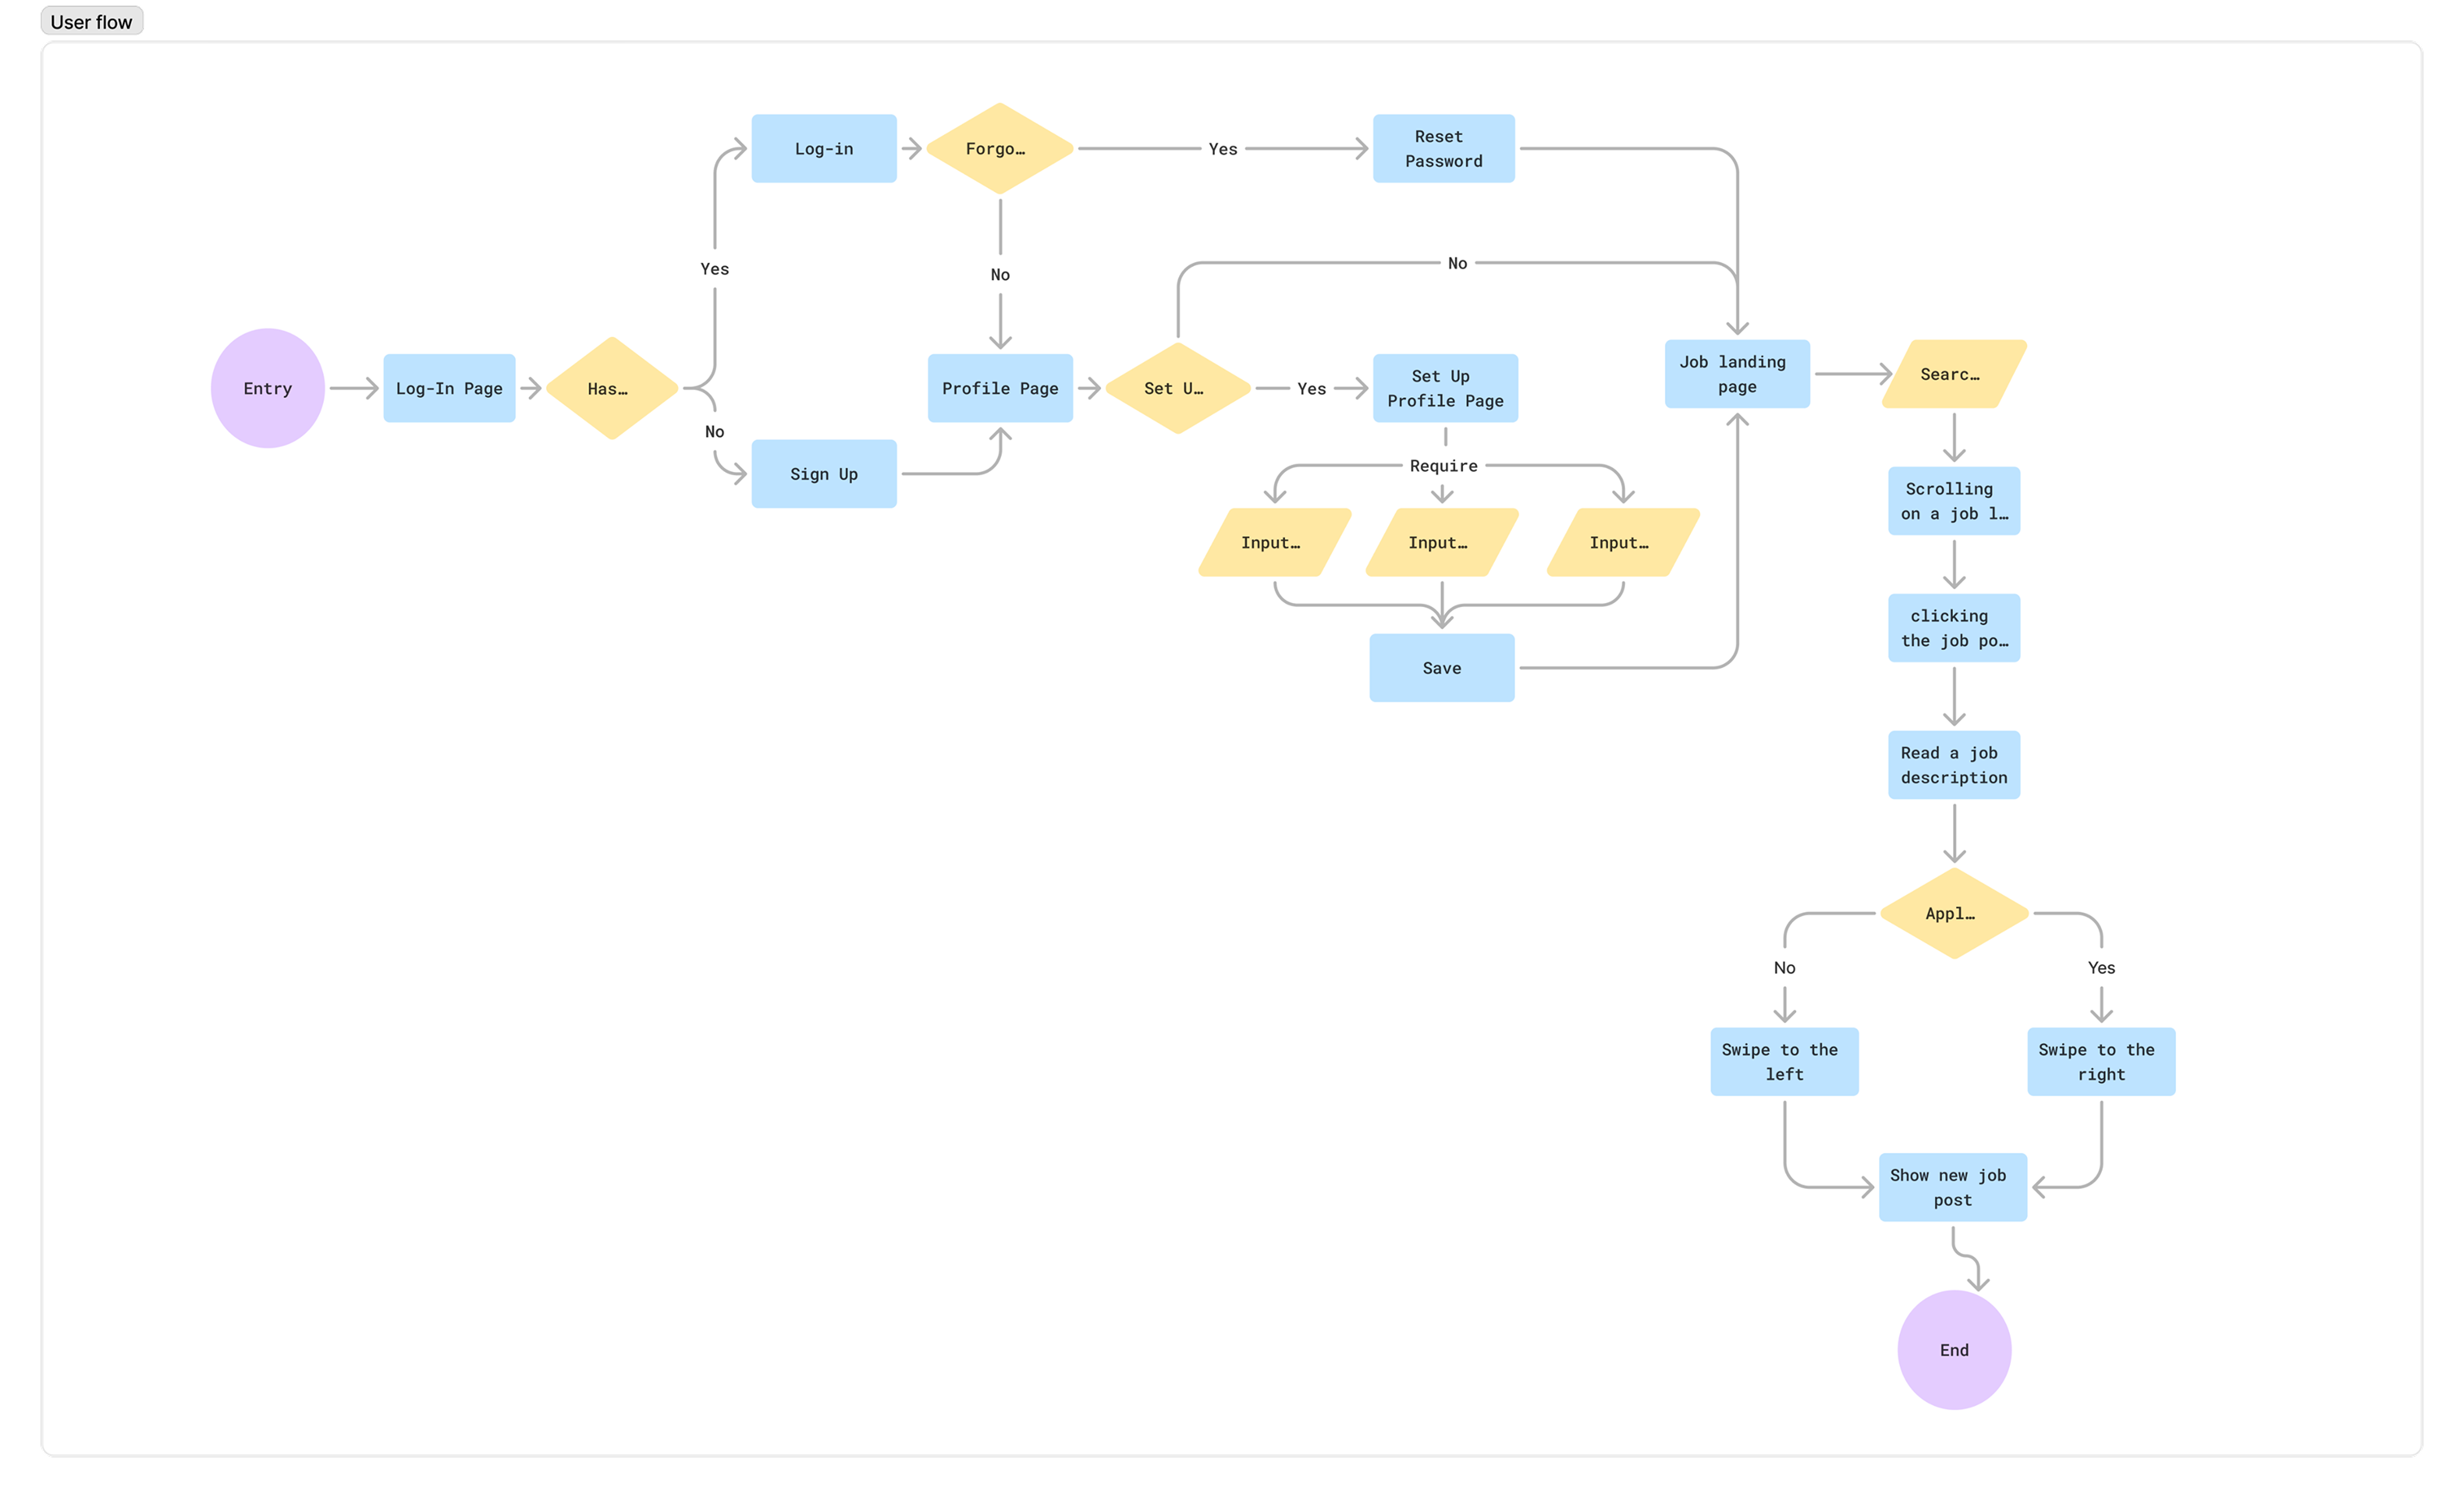 User flow
Log-in
Forgo…
Yes
Reset
Password
Yes
No
No
Entry
Log-In Page
Has…
Profile Page
Set U…
Yes
Set Up
Profile Page
Job landing
page
Searc…
No
Sign Up
Require
Scrolling
on a job l…
Input…
Input…
Input…
clicking
the job po…
Save
Read a job
description
Appl…
No
Yes
Swipe to the
left
Swipe to the
right
Show new job
post
End